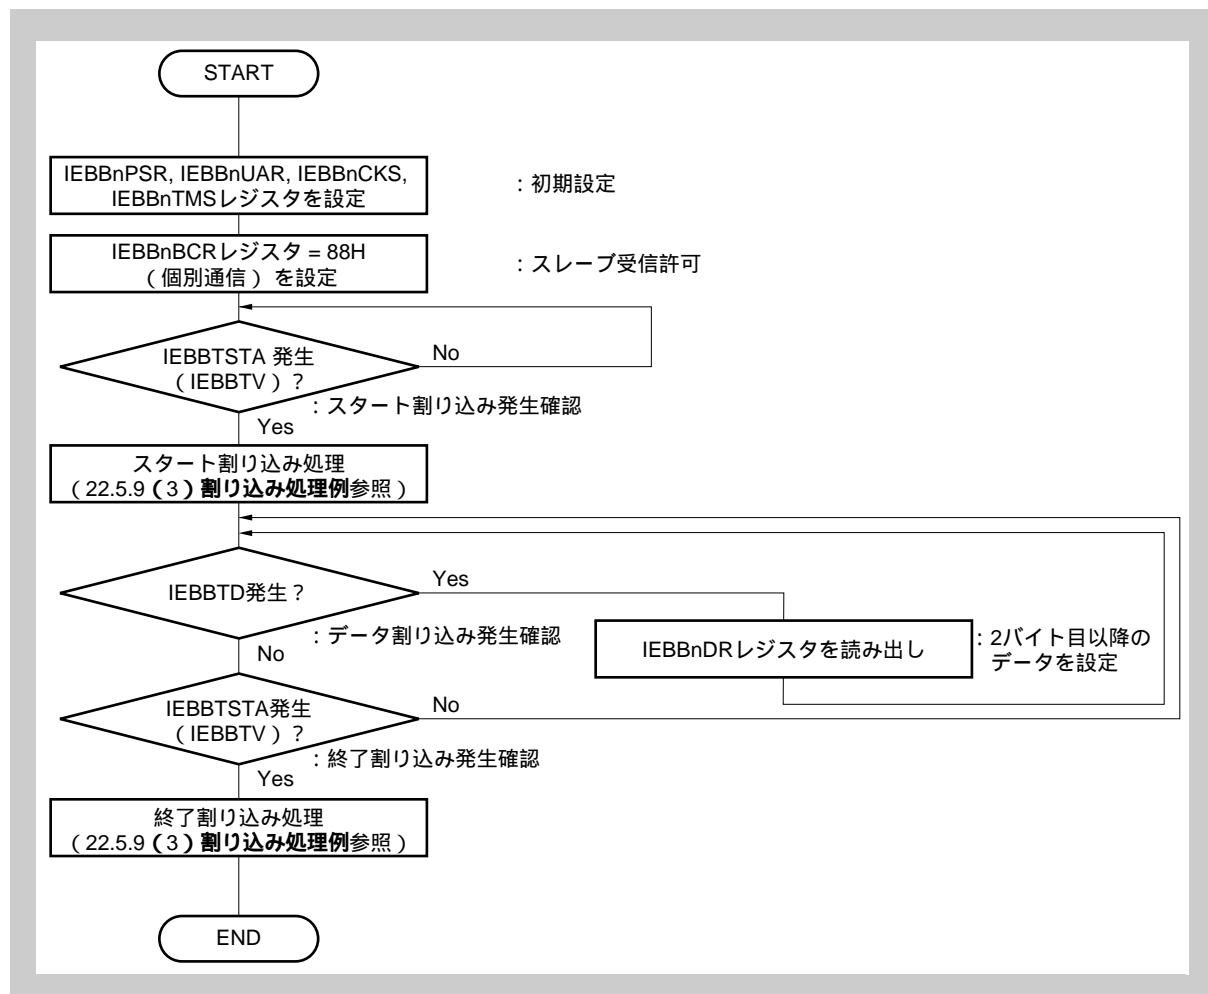 START
IEBBnPSR, IEBBnUAR, IEBBnCKS,
IEBBnTMSレジスタを設定
：初期設定
IEBBnBCRレジスタ = 88H
（個別通信）を設定
：スレーブ受信許可
IEBBTSTA 発生
（IEBBTV）？
No
：スタート割り込み発生確認
Yes
スタート割り込み処理
（22.5.9（3）割り込み処理例参照）
IEBBTD発生？
Yes
：データ割り込み発生確認
No
IEBBnDRレジスタを読み出し
：2バイト目以降の
データを設定
IEBBTSTA発生
（IEBBTV）？
No
：終了割り込み発生確認
Yes
終了割り込み処理
（22.5.9（3）割り込み処理例参照）
END